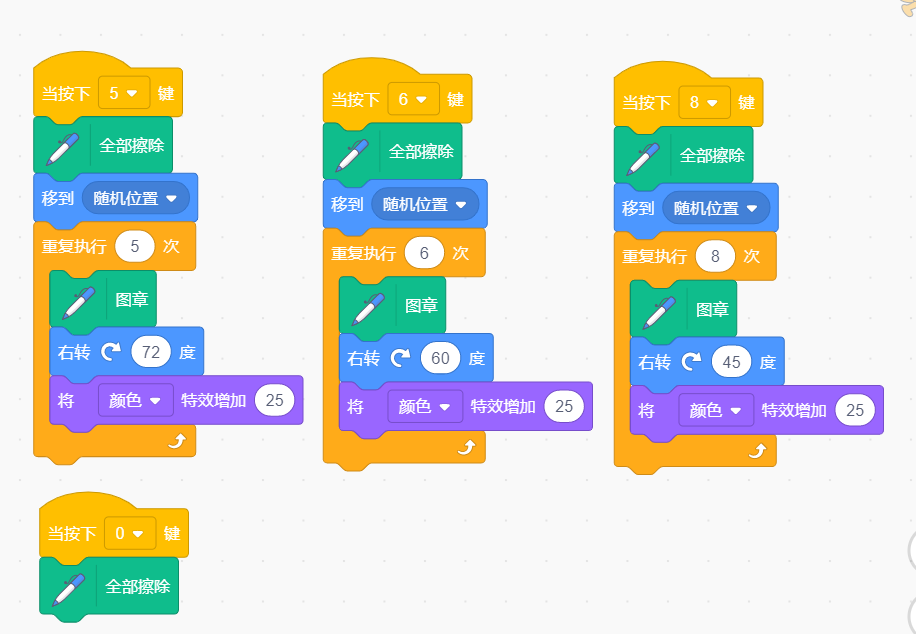 当按下 5 键
全部擦除
移到 随机位置
重复执行 5 次
图章
右转 72 度
将 颜色 特效增加 25
当按下 6 键
全部擦除
移到 随机位置
重复执行 6 次
图章
右转 60 度
将 颜色 特效增加 25
当按下 8 键
全部擦除
移到 随机位置
重复执行 8 次
图章
右转 45 度
将 颜色 特效增加 25
当按下 0 键
全部擦除